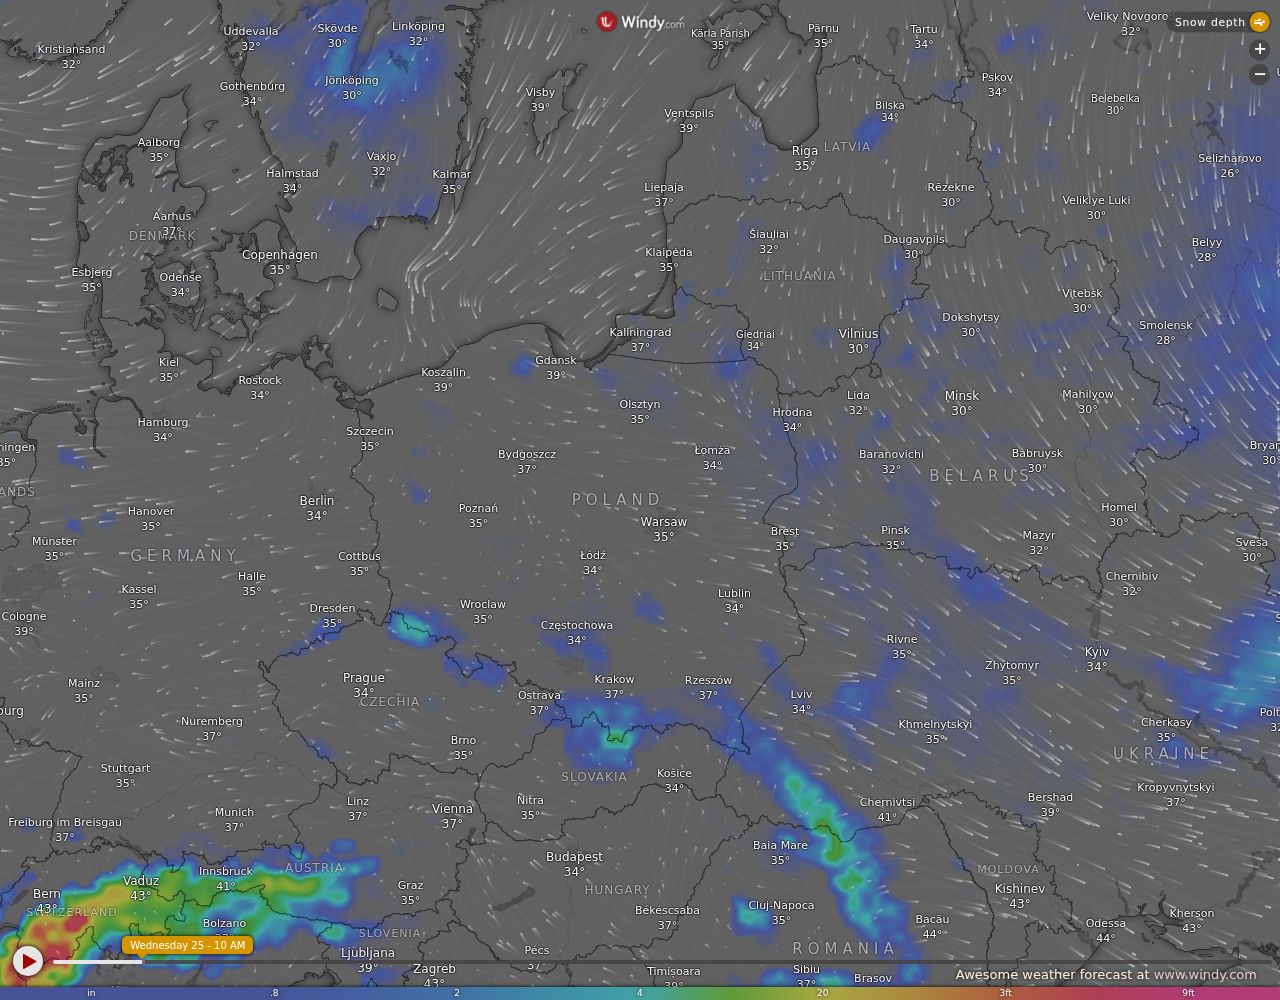 Windy.com
Snow depth
+
−
Uddevalla
32°
Skövde
30°
Linköping
32°
Kärla Parish
35°
Pärnu
35°
Tartu
34°
Veliky Novgorod
32°
Kristiansand
32°
Gothenburg
34°
Jönköping
30°
Visby
39°
Ventspils
39°
Bilska
34°
Pskov
34°
Belebelka
30°
Aalborg
35°
Halmstad
34°
Vaxjo
32°
Kalmar
35°
Liepaja
37°
Riga
35°
LATVIA
Rēzekne
30°
Velikiye Luki
30°
Selizharovo
26°
Aarhus
37°
DENMARK
Copenhagen
35°
Klaipėda
35°
Šiauliai
32°
LITHUANIA
Daugavpils
30°
Belyy
28°
Esbjerg
35°
Odense
34°
Kaliningrad
37°
Giedriai
34°
Vilnius
30°
Dokshytsy
30°
Vitebsk
30°
Smolensk
28°
Kiel
35°
Rostock
34°
Koszalin
39°
Gdansk
39°
Olsztyn
35°
Hrodna
34°
Lida
32°
Minsk
30°
Mahilyow
30°
Hamburg
34°
Szczecin
35°
Bydgoszcz
37°
Łomża
34°
Baranovichi
32°
Babruysk
30°
BELARUS
Hanover
35°
Berlin
34°
Poznań
35°
POLAND
Warsaw
35°
Brest
35°
Pinsk
35°
Homel
30°
Mazyr
32°
Svesa
30°
Münster
35°
GERMANY
Cottbus
35°
Łódź
34°
Kassel
35°
Halle
35°
Lublin
34°
Chernihiv
32°
Cologne
39°
Dresden
35°
Wroclaw
35°
Częstochowa
34°
Rivne
35°
Zhytomyr
35°
Kyiv
34°
Mainz
35°
Prague
34°
CZECHIA
Ostrava
37°
Krakow
37°
Rzeszów
37°
Lviv
34°
Khmelnytskyi
35°
Cherkasy
35°
UKRAINE
Nuremberg
37°
Brno
35°
SLOVAKIA
Košice
34°
Stuttgart
35°
Munich
37°
Linz
37°
Vienna
37°
Nitra
35°
Chernivtsi
41°
Bershad
39°
Kropyvnytskyi
37°
Freiburg im Breisgau
37°
Baia Mare
35°
Budapest
34°
HUNGARY
MOLDOVA
Kishinev
43°
Bern
43°
SWITZERLAND
Vaduz
43°
Innsbruck
41°
AUSTRIA
Graz
35°
Békéscsaba
37°
Cluj-Napoca
35°
Bacău
44°
Odessa
44°
Kherson
43°
Bolzano
SLOVENIA
Ljubljana
39°
Zagreb
43°
Pécs
37°
ROMANIA
Timisoara
39°
Sibiu
37°
Brasov
Wednesday 25 - 10 AM
Awesome weather forecast at www.windy.com
in .8 2 4 20 3ft 9ft